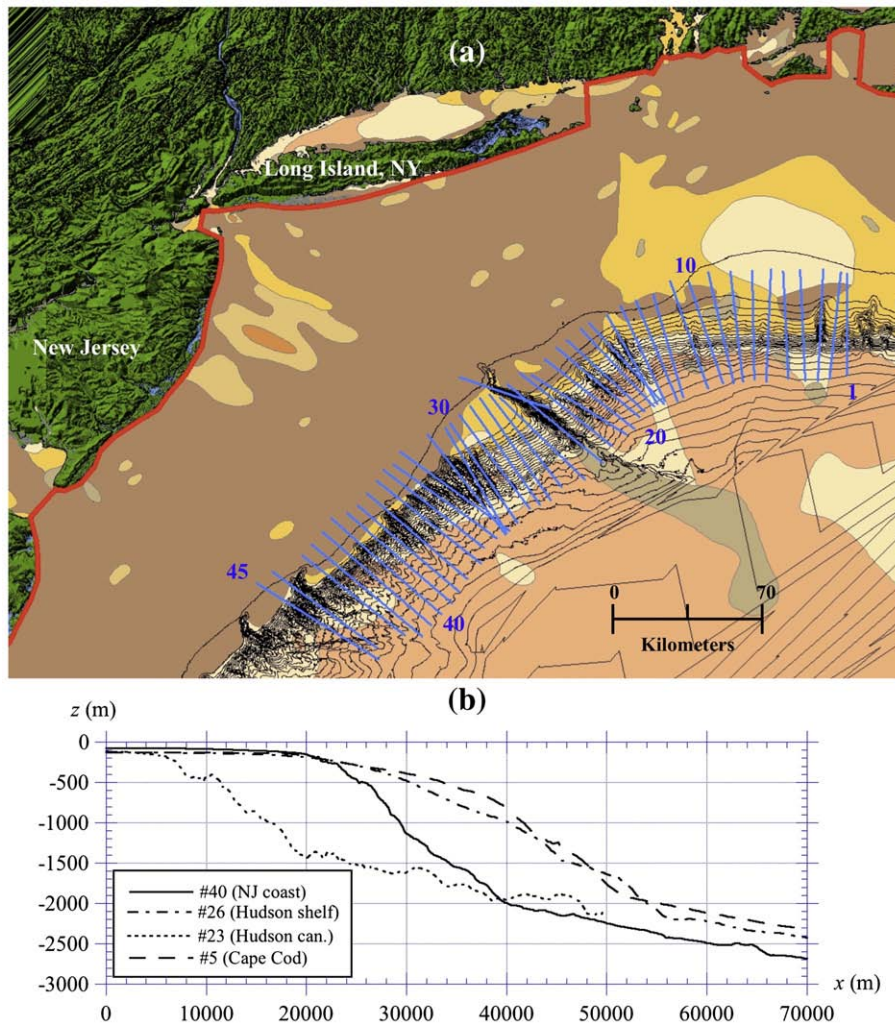 (a)
Long Island, NY
New Jersey
10
1
30
20
45
40
0 70
Kilometers
(b)
z (m)
0
-500
-1000
-1500
-2000
-2500
-3000
#40 (NJ coast)
#26 (Hudson shelf)
#23 (Hudson can.)
#5 (Cape Cod)
x (m)
0 10000 20000 30000 40000 50000 60000 70000